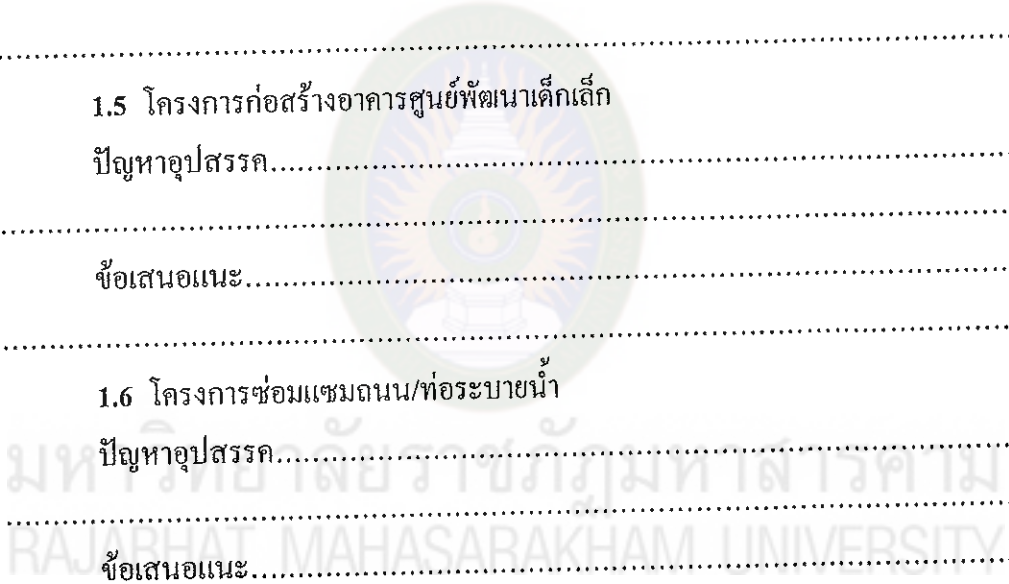 ........................................................................................................................
1.5 โครงการก่อสร้างอาคารศูนย์พัฒนาเด็กเล็ก
ปัญหาอุปสรรค........................................................................................
........................................................................................................................
ข้อเสนอแนะ...........................................................................................
........................................................................................................................
1.6 โครงการซ่อมแซมถนน/ท่อระบายน้ำ
ปัญหาอุปสรรค........................................................................................
มหาวิทยาลัยราชภัฏมหาสารคาม
........................................................................................................................
RAJABHAT MAHASARAKHAM UNIVERSITY
ข้อเสนอแนะ...........................................................................................